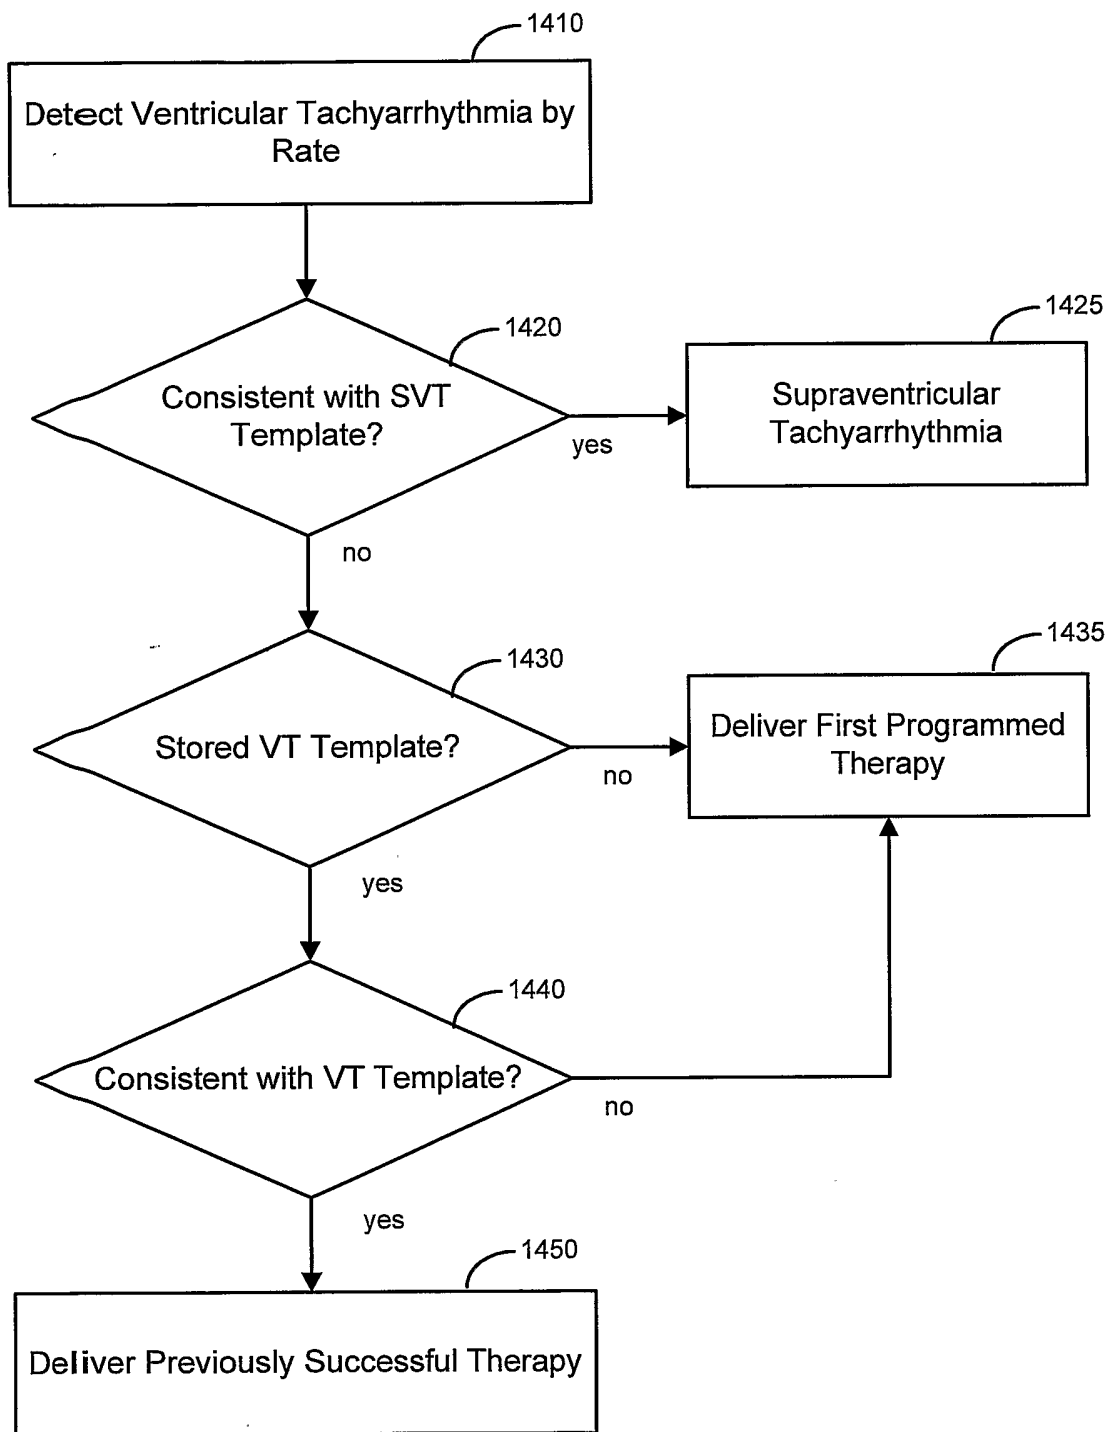 1410
Detect Ventricular Tachyarrhythmia by
Rate
1420
Consistent with SVT
Template?
yes
1425
Supraventricular
Tachyarrhythmia
no
1430
Stored VT Template?
no
1435
Deliver First Programmed
Therapy
yes
1440
Consistent with VT Template?
no
yes
1450
Deliver Previously Successful Therapy